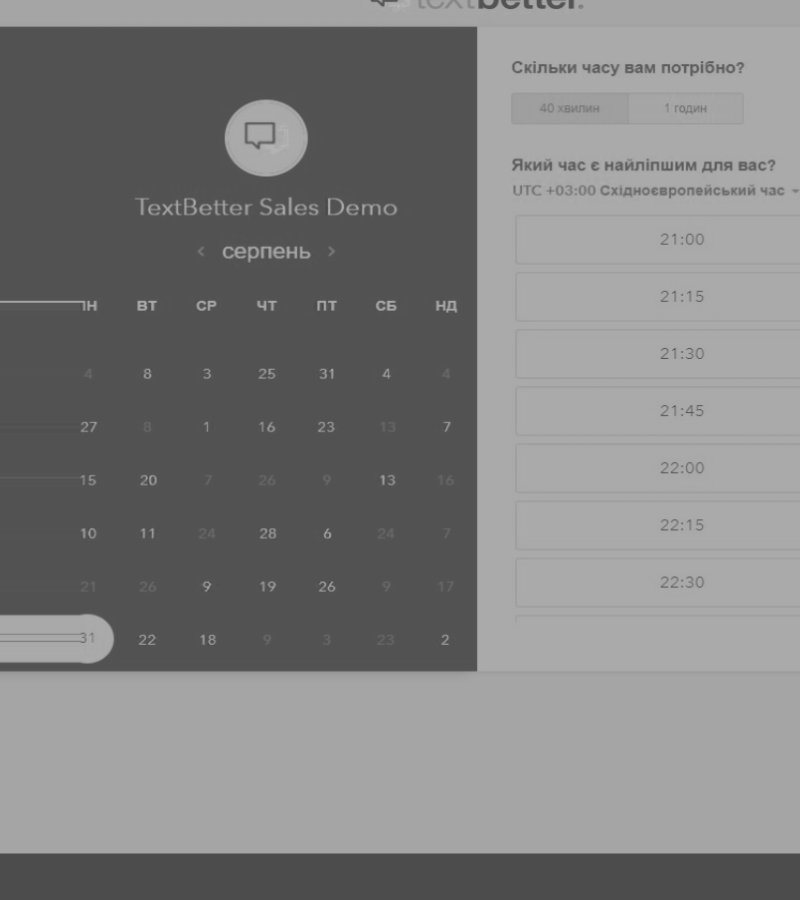 textbetter.
TextBetter Sales Demo
серпень
ПН ВТ СР ЧТ ПТ СБ НД
4 8 3 25 31 4 4
27 8 1 16 23 13 7
15 20 7 26 9 13 16
10 11 24 28 6 24 7
21 26 9 19 26 9 17
31 22 18 9 3 23 2
Скільки часу вам потрібно?
40 хвилин 1 годин
Який час є найліпшим для вас?
UTC +03:00 Східноєвропейський час
21:00
21:15
21:30
21:45
22:00
22:15
22:30